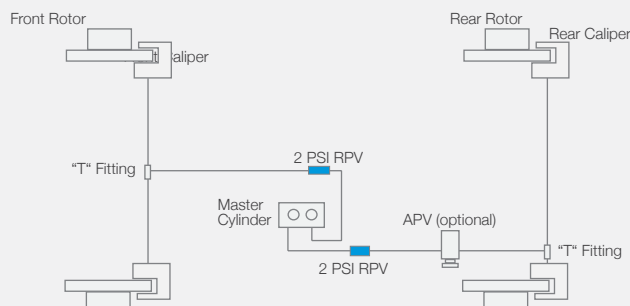 Front Rotor
Rear Rotor
Rear Caliper
aliper
"T" Fitting
2 PSI RPV
Master
Cylinder
APV (optional)
"T" Fitting
2 PSI RPV